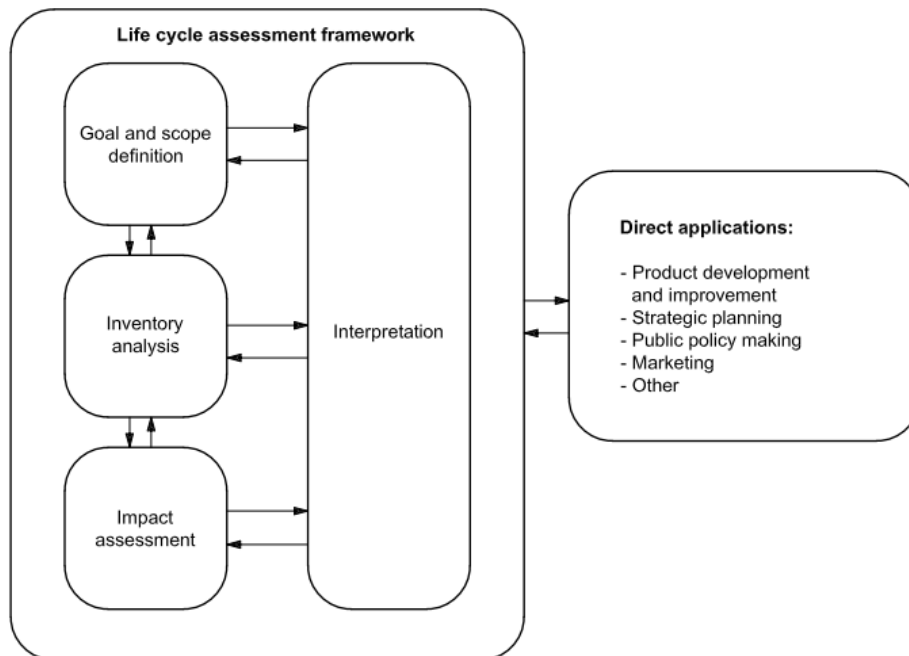 Life cycle assessment framework
Goal and scope
definition
Inventory
analysis
Impact
assessment
Interpretation
Direct applications:
- Product development
and improvement
- Strategic planning
- Public policy making
- Marketing
- Other